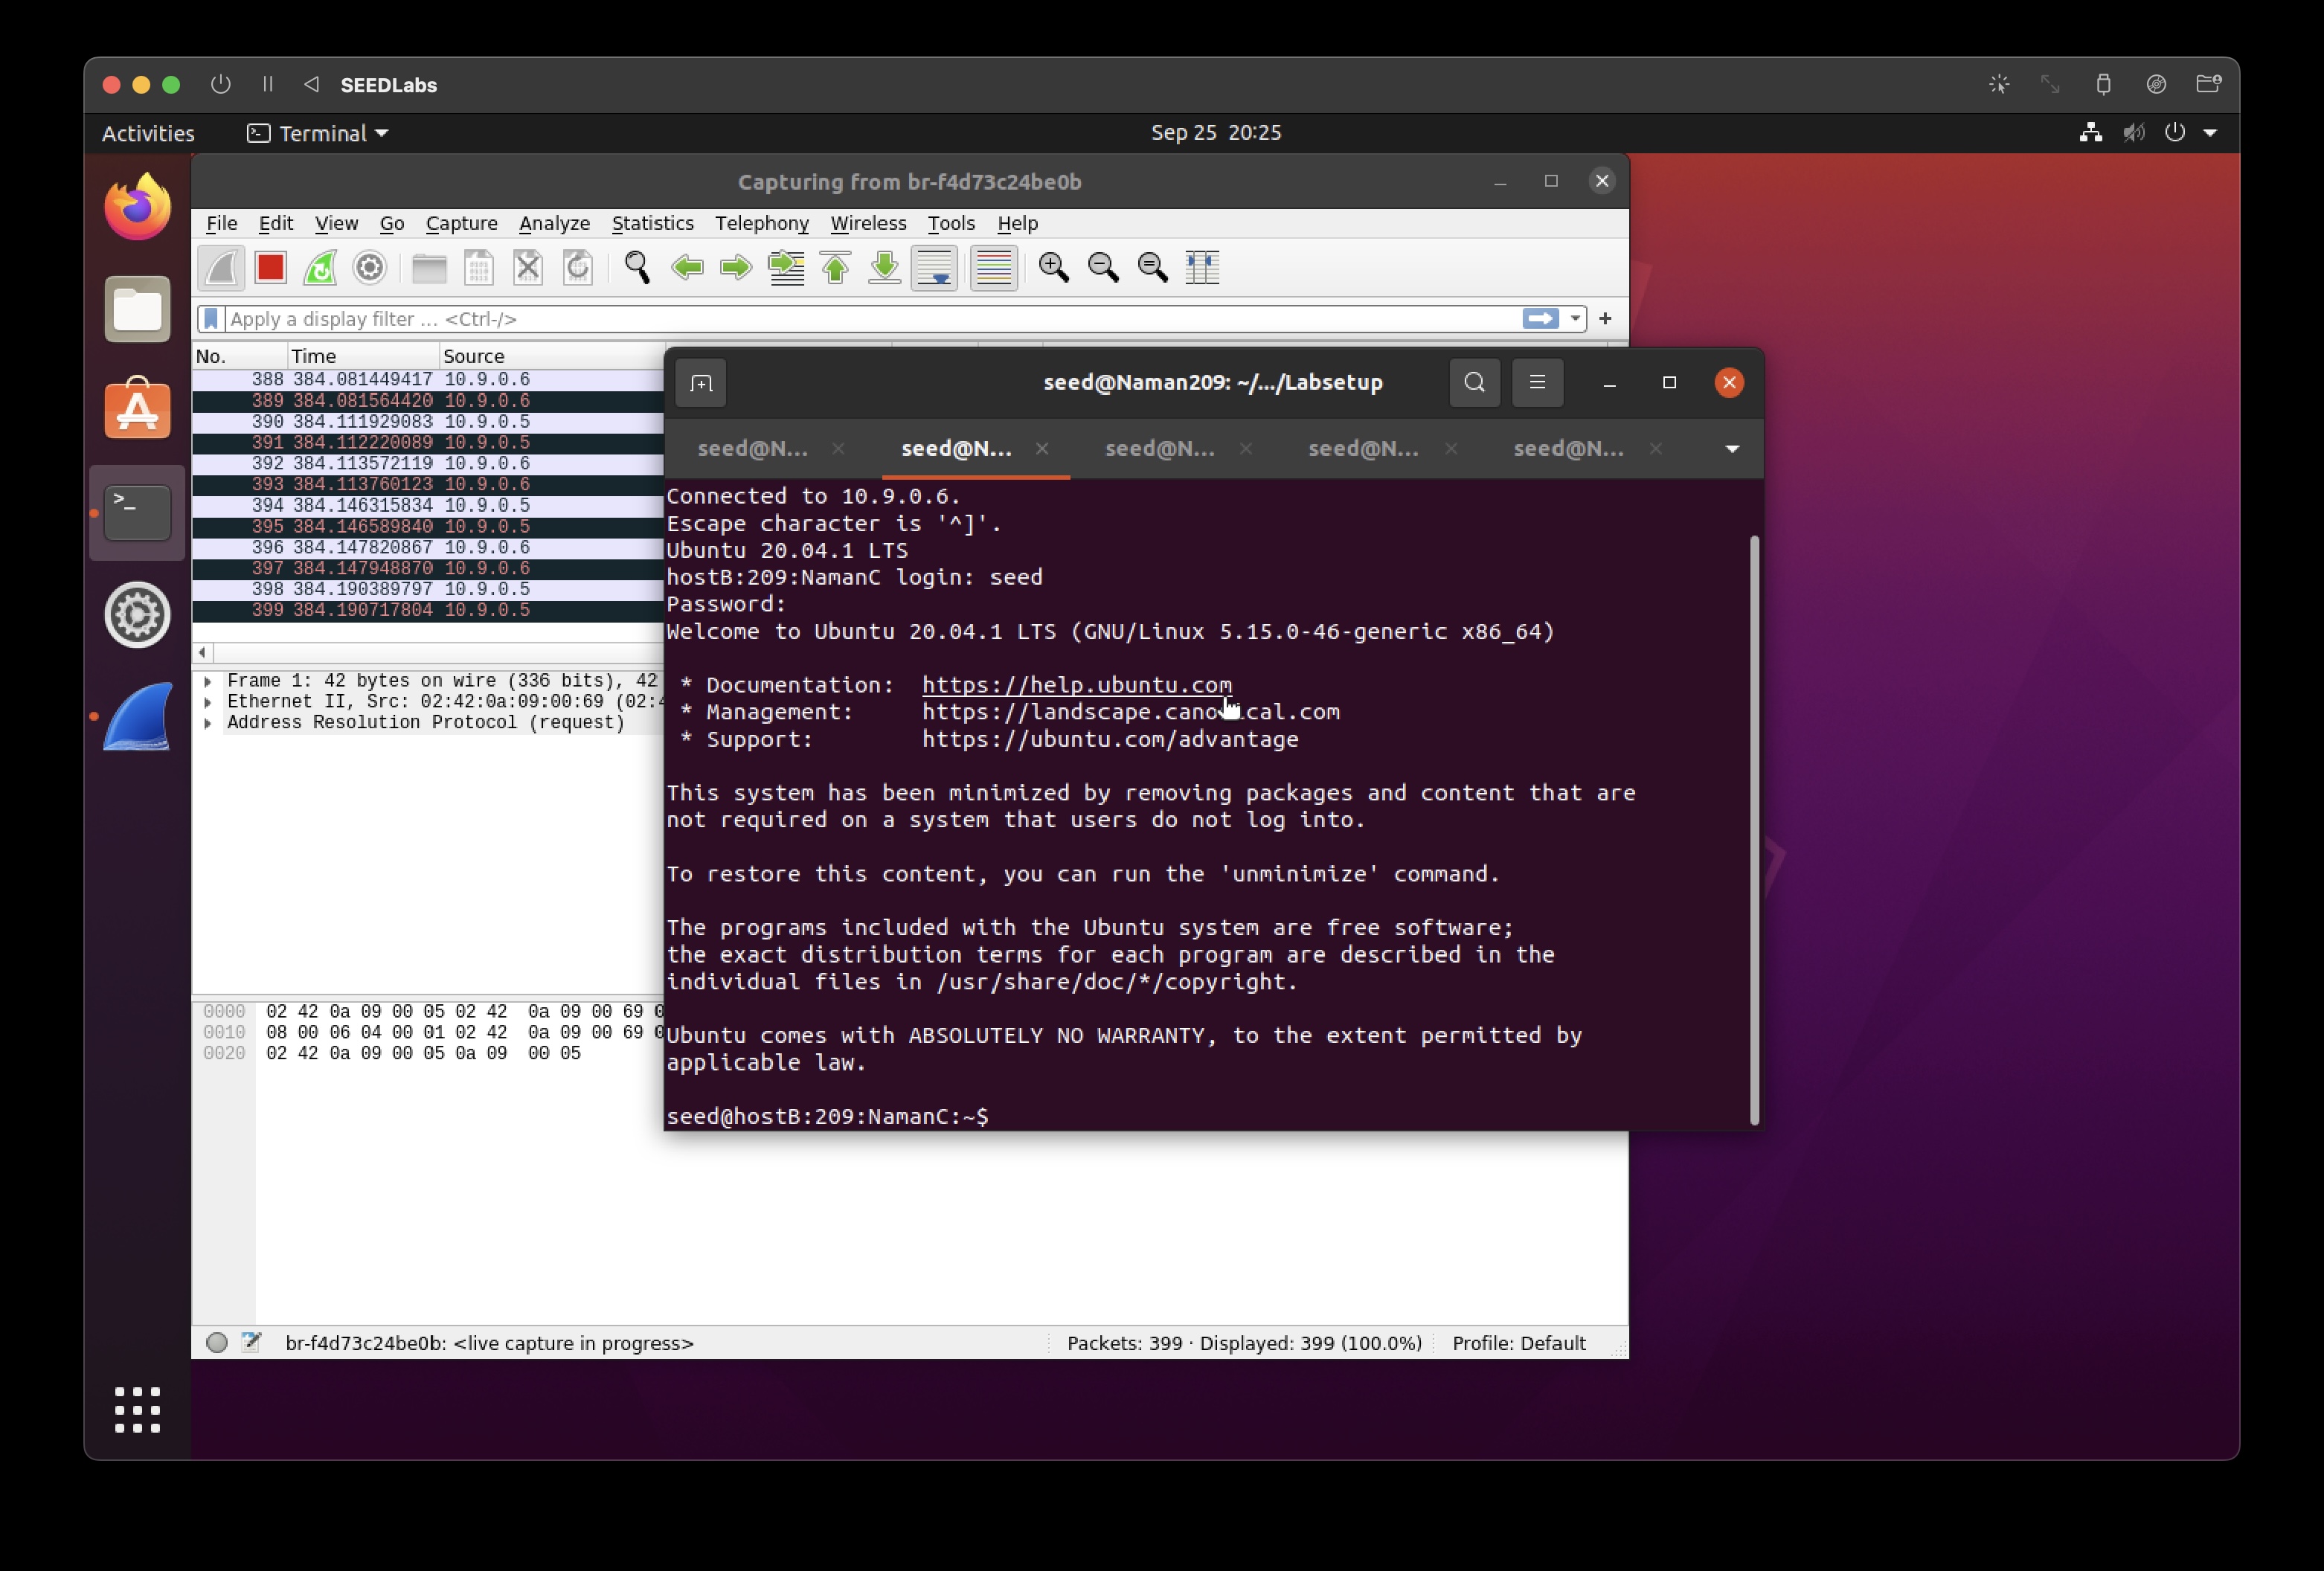 SEEDLabs
Activities
Terminal
Sep 25 20:25
Capturing from br-f4d73c24be0b
File Edit View Go Capture Analyze Statistics Telephony Wireless Tools Help
Apply a display filter … <Ctrl-/>
No. Time Source
388 384.081449417 10.9.0.6
389 384.081564420 10.9.0.6
390 384.111929083 10.9.0.5
391 384.112220089 10.9.0.5
392 384.113572119 10.9.0.6
393 384.113760123 10.9.0.6
394 384.146315834 10.9.0.5
395 384.146589840 10.9.0.5
396 384.147820867 10.9.0.6
397 384.147948870 10.9.0.6
398 384.190389797 10.9.0.5
399 384.190717804 10.9.0.5
Frame 1: 42 bytes on wire (336 bits), 42
Ethernet II, Src: 02:42:0a:09:00:69 (02:4
Address Resolution Protocol (request)
0000 02 42 0a 09 00 05 02 42 0a 09 00 69 0
0010 08 00 06 04 00 01 02 42 0a 09 00 69 0
0020 02 42 0a 09 00 05 0a 09 00 05
br-f4d73c24be0b: <live capture in progress>
Packets: 399 · Displayed: 399 (100.0%)
Profile: Default
seed@Naman209: ~/.../Labsetup
seed@N... seed@N... seed@N... seed@N... seed@N...
Connected to 10.9.0.6.
Escape character is '^]'.
Ubuntu 20.04.1 LTS
hostB:209:NamanC login: seed
Password:
Welcome to Ubuntu 20.04.1 LTS (GNU/Linux 5.15.0-46-generic x86_64)
* Documentation: https://help.ubuntu.com
* Management: https://landscape.canonical.com
* Support: https://ubuntu.com/advantage
This system has been minimized by removing packages and content that are
not required on a system that users do not log into.
To restore this content, you can run the 'unminimize' command.
The programs included with the Ubuntu system are free software;
the exact distribution terms for each program are described in the
individual files in /usr/share/doc/*/copyright.
Ubuntu comes with ABSOLUTELY NO WARRANTY, to the extent permitted by
applicable law.
seed@hostB:209:NamanC:~$